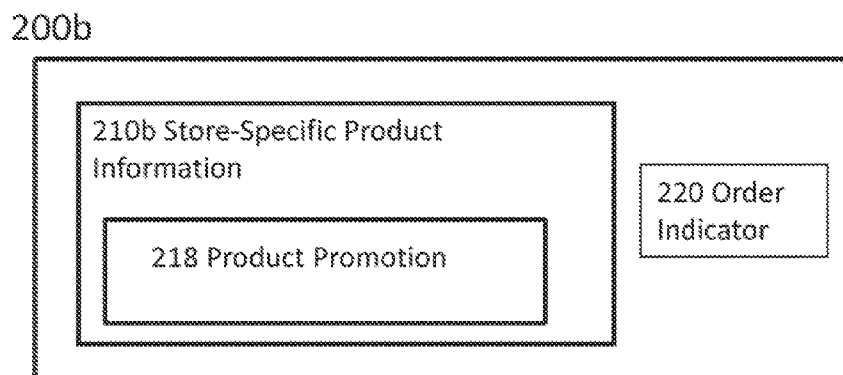 200b
210b Store-Specific Product
Information
218 Product Promotion
220 Order
Indicator